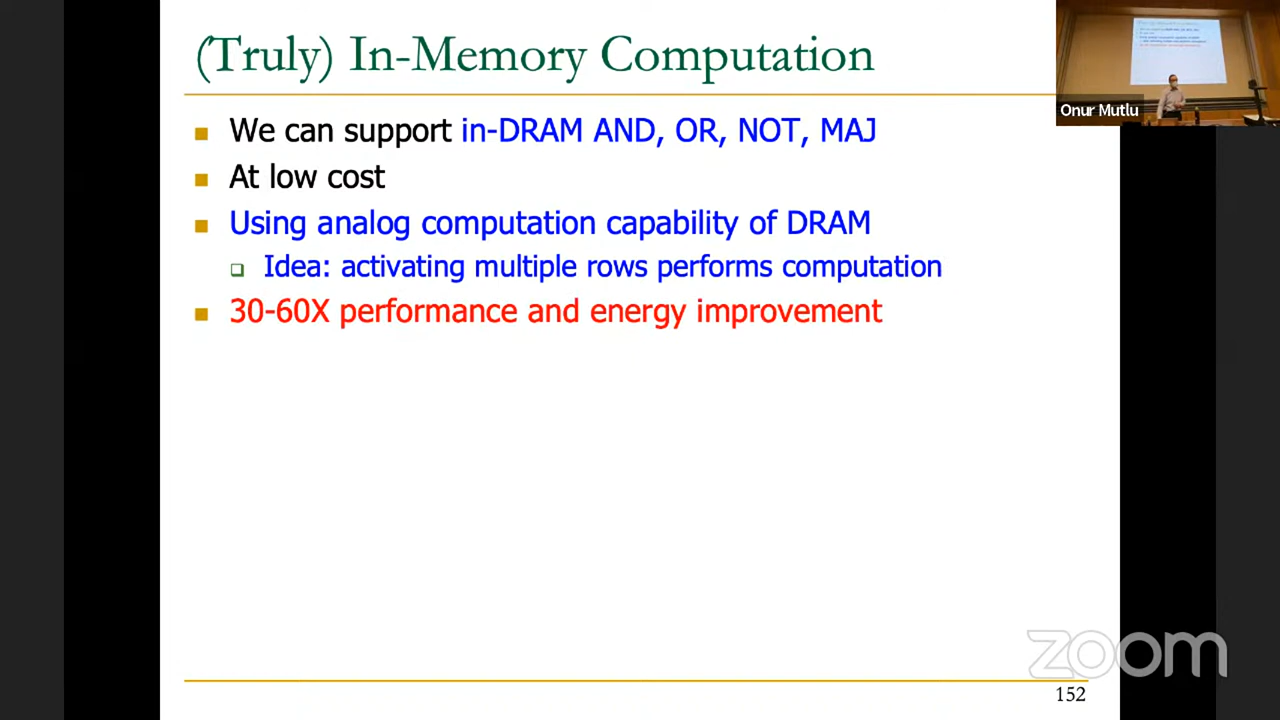 (Truly) In-Memory Computation
We can support in-DRAM AND, OR, NOT, MAJ
At low cost
Using analog computation capability of DRAM
Idea: activating multiple rows performs computation
30-60X performance and energy improvement
Onur Mutlu
zoom
152